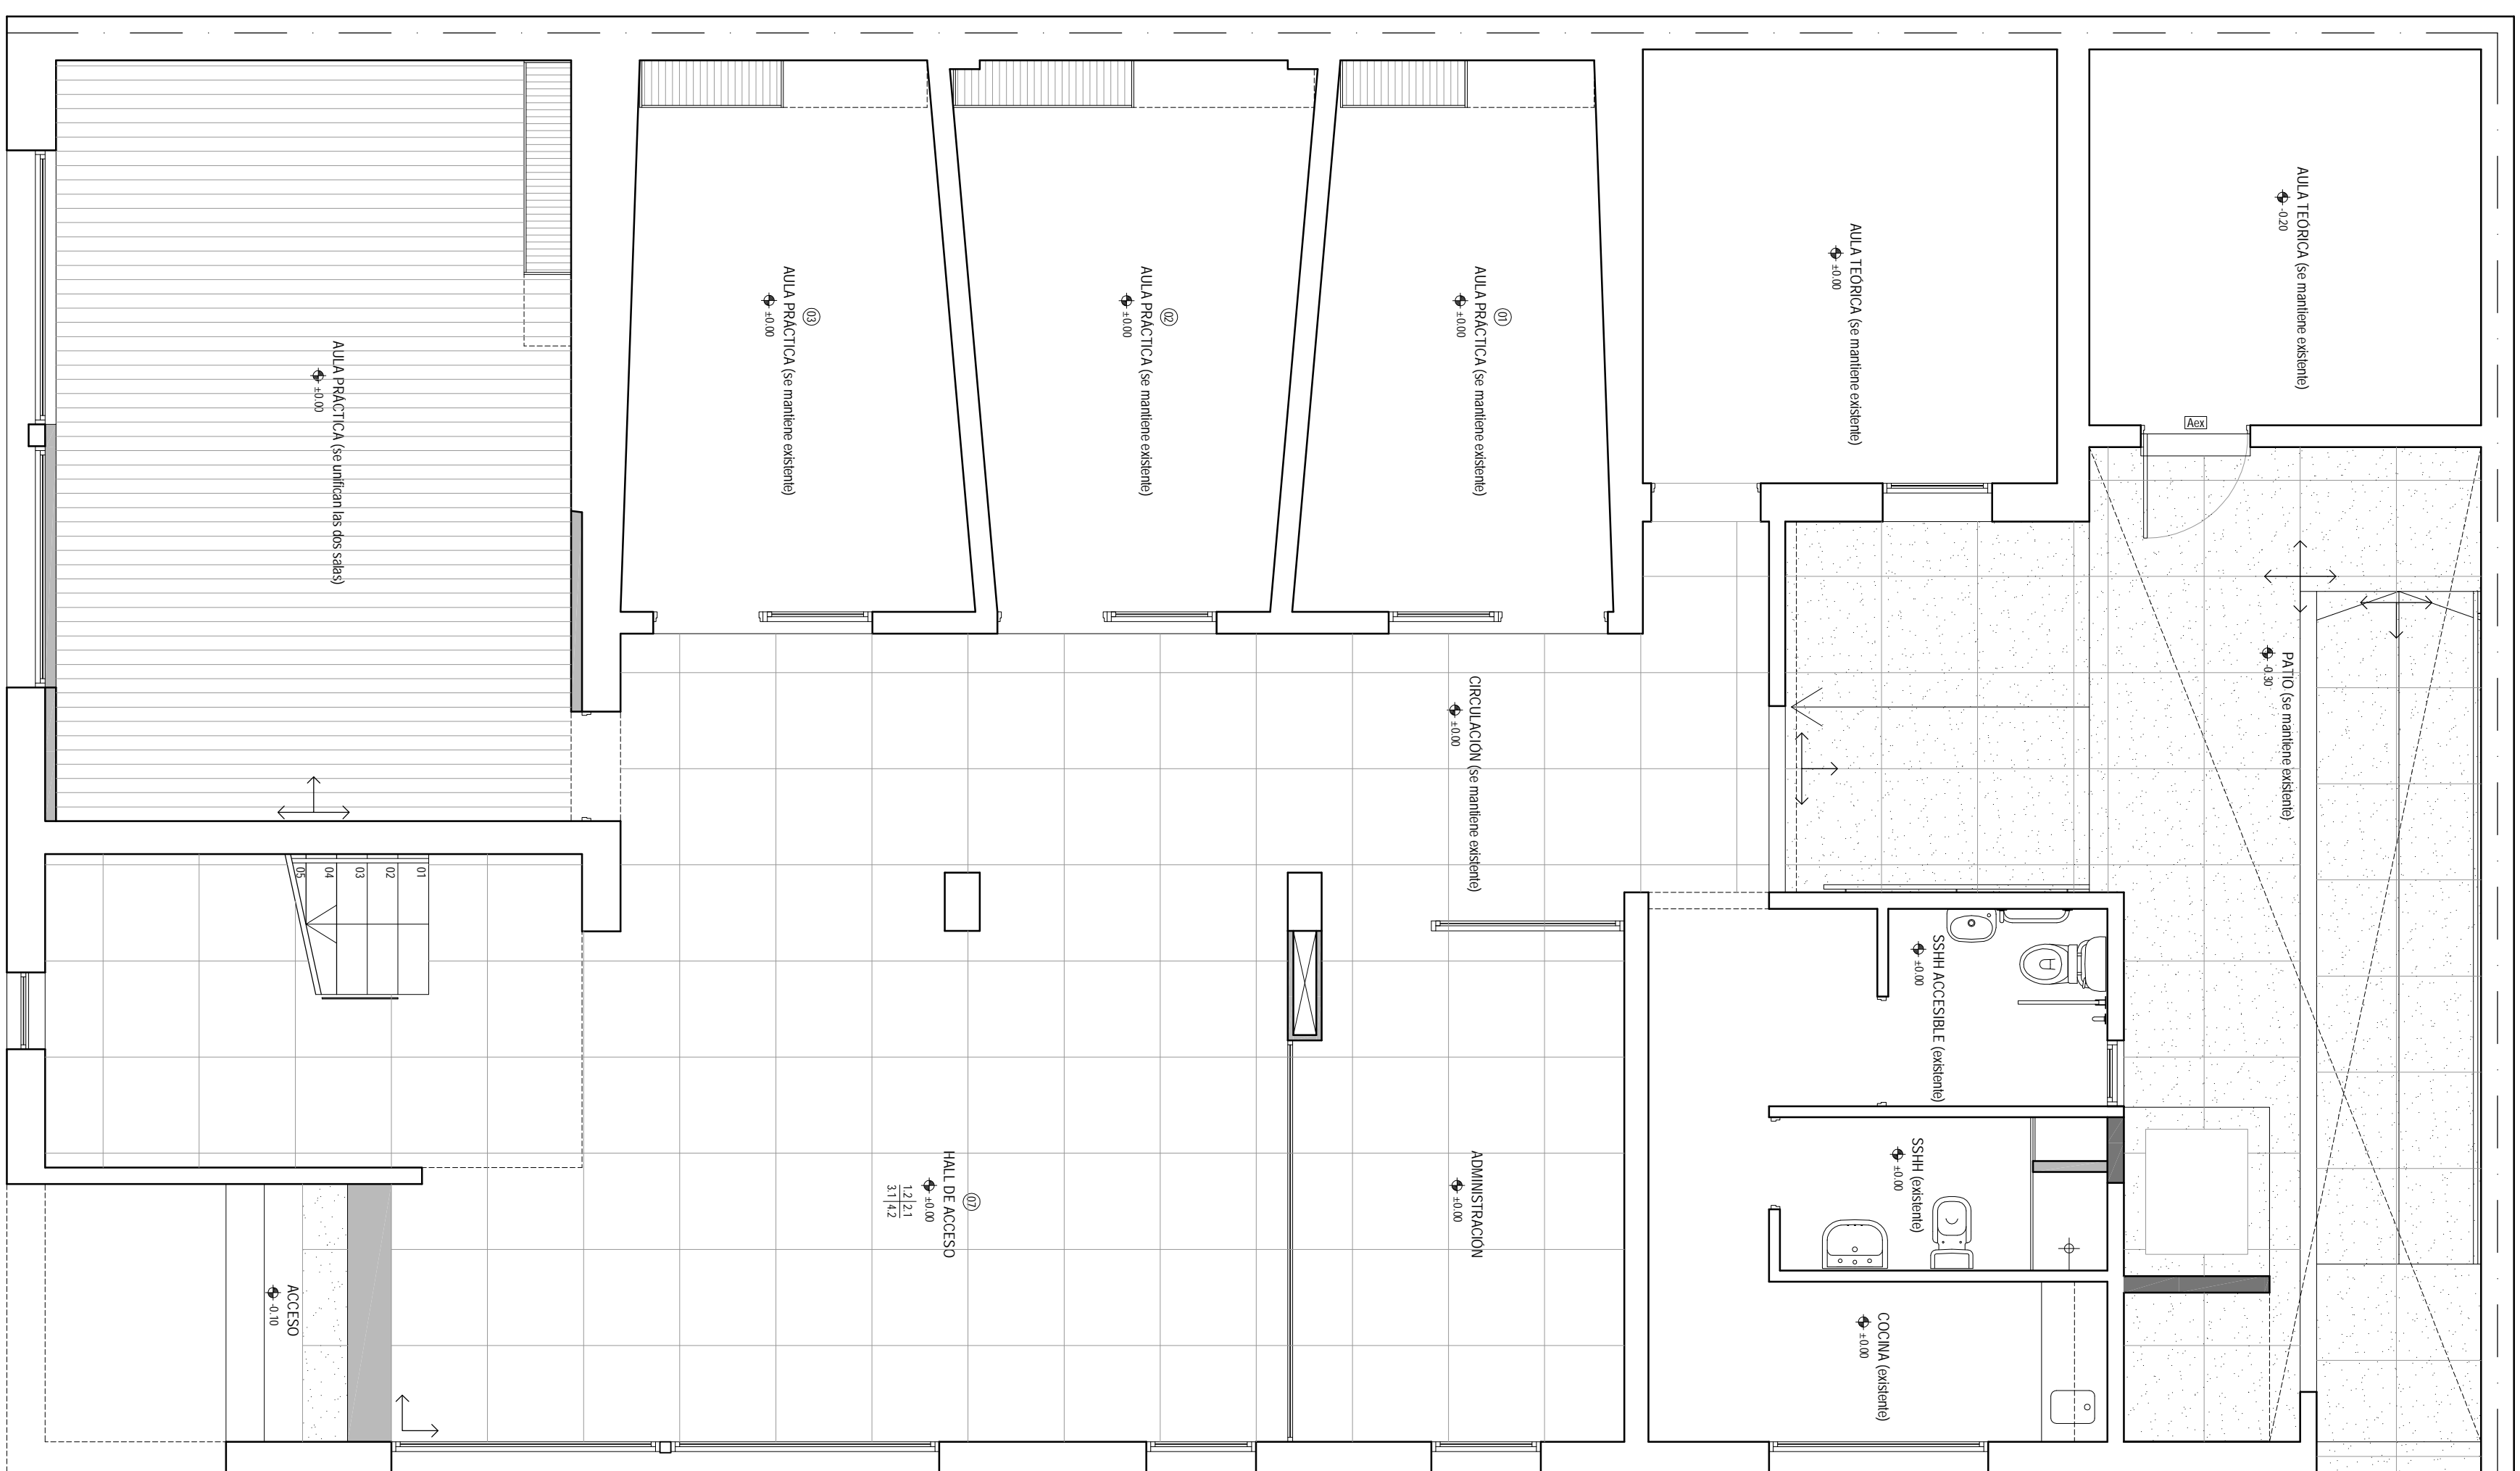 AULA TEÓRICA (se mantiene existente)
-0.20
Aex
AULA TEÓRICA (se mantiene existente)
±0.00
01
AULA PRÁCTICA (se mantiene existente)
±0.00
02
AULA PRÁCTICA (se mantiene existente)
±0.00
03
AULA PRÁCTICA (se mantiene existente)
±0.00
AULA PRÁCTICA (se unifican las dos salas)
±0.00
PATIO (se mantiene existente)
-0.30
CIRCULACIÓN (se mantiene existente)
±0.00
01
02
03
04
05
SSHH ACCESIBLE (existente)
±0.00
SSHH (existente)
±0.00
COCINA (existente)
±0.00
ADMINISTRACIÓN
±0.00
07
HALL DE ACCESO
±0.00
1.2 2.1
3.1 4.2
ACCESO
-0.10